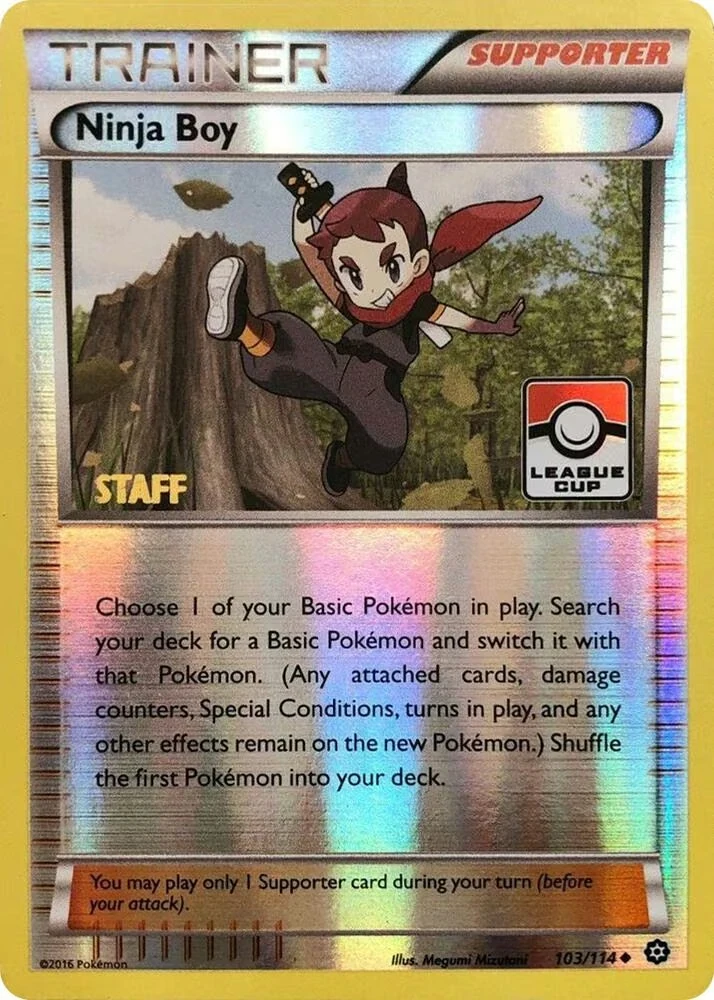 TRAINER
SUPPORTER
Ninja Boy
STAFF
LEAGUE
CUP
Choose 1 of your Basic Pokémon in play. Search
your deck for a Basic Pokémon and switch it with
that Pokémon. (Any attached cards, damage
counters, Special Conditions, turns in play, and any
other effects remain on the new Pokémon.) Shuffle
the first Pokémon into your deck.
You may play only 1 Supporter card during your turn (before
your attack).
©2016 Pokémon
Illus. Megumi Mizutani
103/114